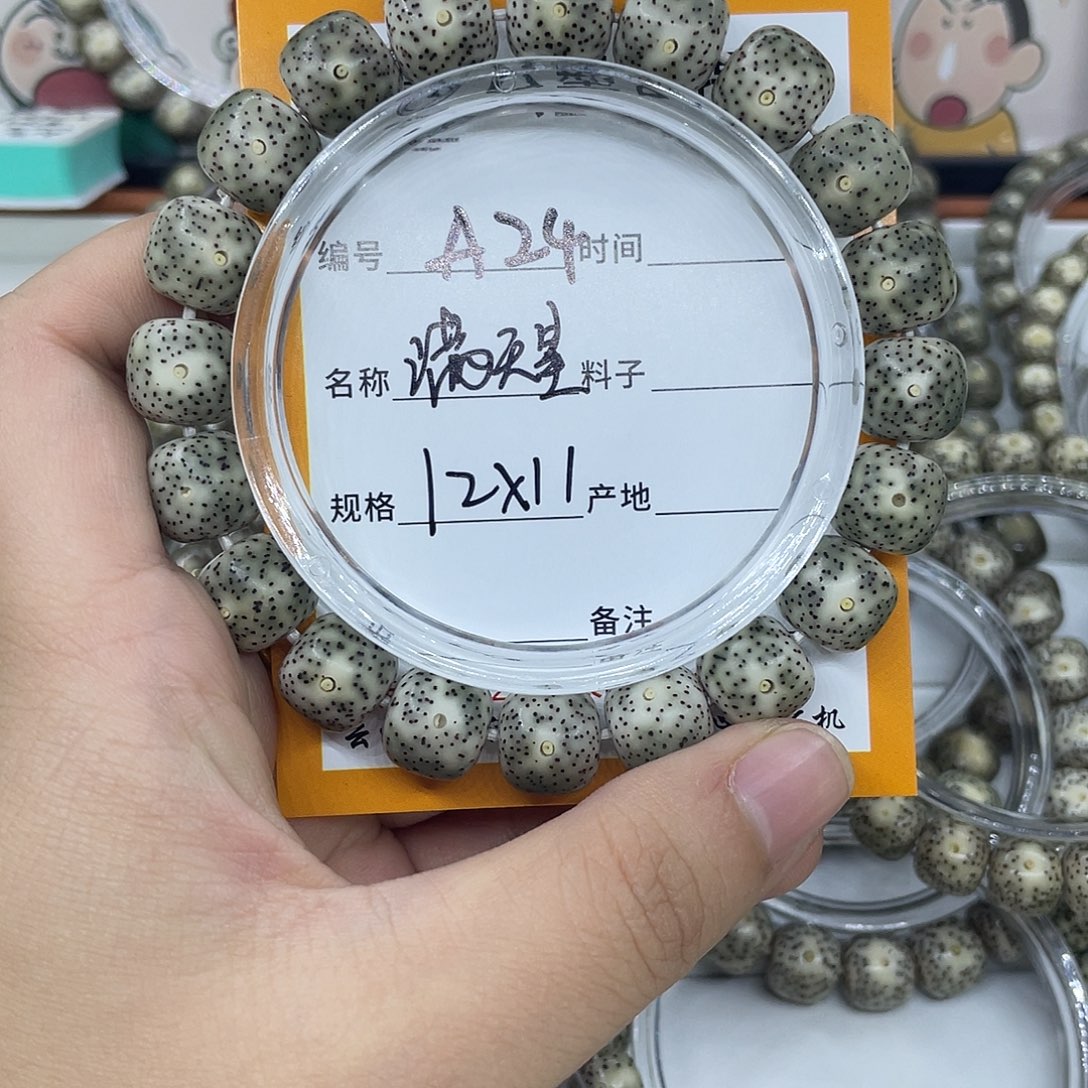 编号 A24 时间
名称 满天星 料子
规格 12X11 产地
备注
机